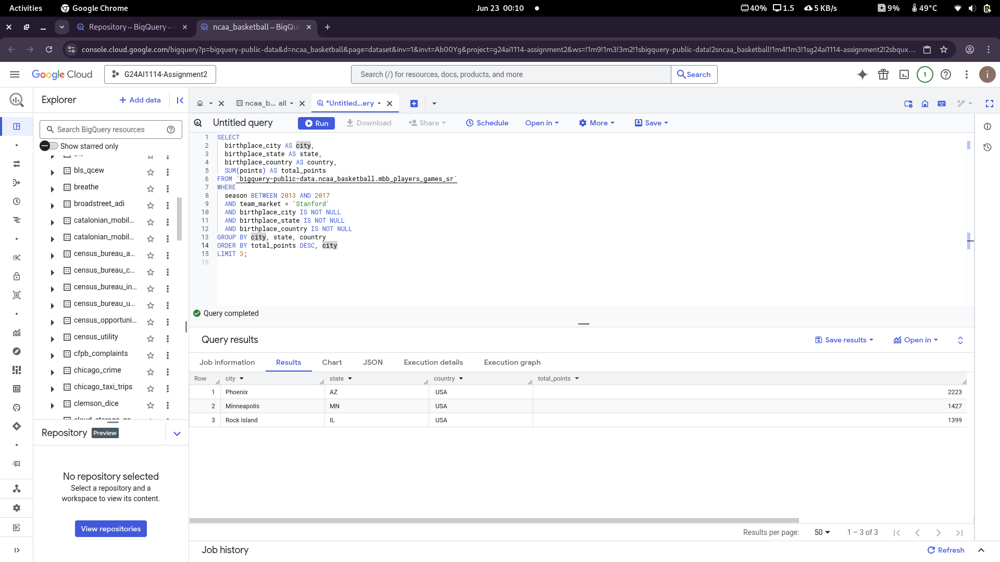 Activities
Google Chrome
Jun 23 00:10
40%
1.5
5 KB/s
9%
49°C
Repository – BigQuery –
ncaa_basketball – BigQue
console.cloud.google.com/bigquery?p=bigquery-public-data&d=ncaa_basketball&page=dataset&inv=1&invt=Ab00Yg&project=g24ai1114-assignment2&ws=!1m9!1m3!3m2!1sbigquery-public-data!2sncaa_basketball!1m4!1m3!1sg24ai1114-assignment2!2sbqux...
Google Cloud
G24AI1114-Assignment2
Search (/) for resources, docs, products, and more
Search
1
i
Explorer
+ Add data
Search BigQuery resources
Show starred only
bls_qcew
breathe
broadstreet_adi
catalonian_mobil...
catalonian_mobil...
census_bureau_a...
census_bureau_c...
census_bureau_in...
census_bureau_u...
census_opportuni...
census_utility
cfpb_complaints
chicago_crime
chicago_taxi_trips
clemson_dice
Repository Preview
No repository selected
Select a repository and a
workspace to view its content.
View repositories
ncaa_b... all
*Untitled...ery
Untitled query
Run
Download
Share
Schedule
Open in
More
Save
1 SELECT
2 birthplace_city AS city,
3 birthplace_state AS state,
4 birthplace_country AS country,
5 SUM(points) AS total_points
6 FROM `bigquery-public-data.ncaa_basketball.mbb_players_games_sr`
7 WHERE
8 season BETWEEN 2013 AND 2017
9 AND team_market = 'Stanford'
10 AND birthplace_city IS NOT NULL
11 AND birthplace_state IS NOT NULL
12 AND birthplace_country IS NOT NULL
13 GROUP BY city, state, country
14 ORDER BY total_points DESC, city
15 LIMIT 3;
16
Query completed
Query results
Save results
Open in
Job information
Results
Chart
JSON
Execution details
Execution graph
Row city state country total_points
1 Phoenix AZ USA 2223
2 Minneapolis MN USA 1427
3 Rock Island IL USA 1399
Results per page: 50 1 – 3 of 3
Job history
Refresh